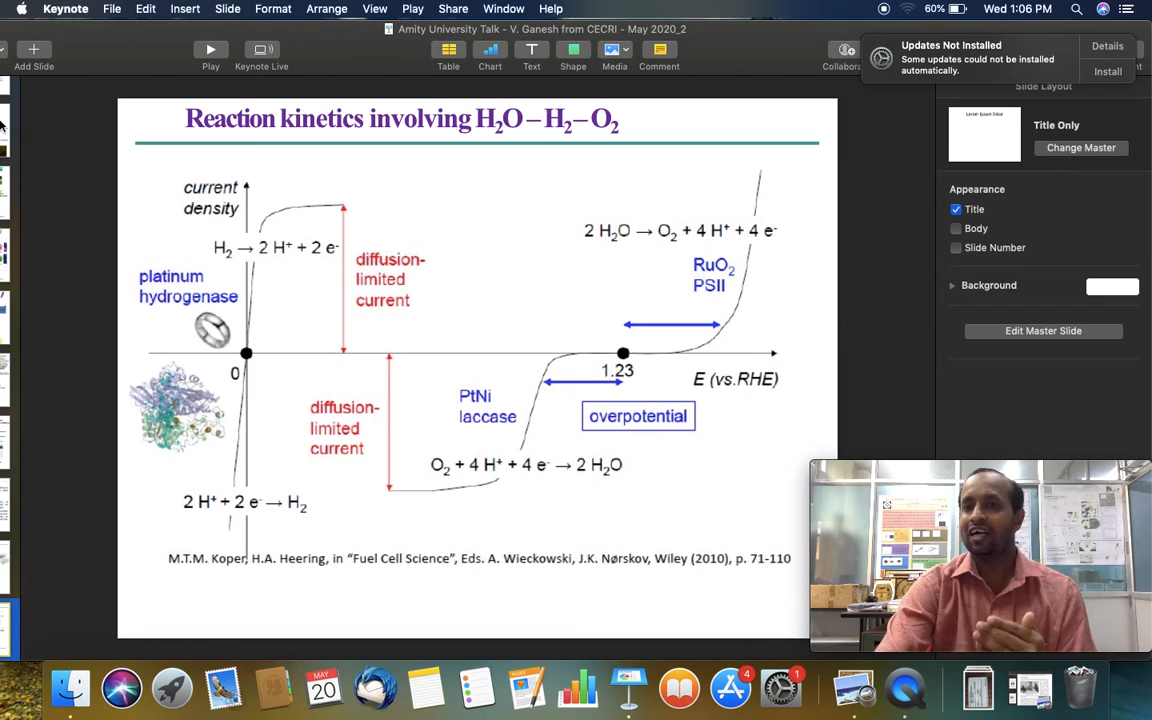 Keynote File Edit Insert Slide Format Arrange View Play Share Window Help 60% Wed 1:06 PM
Amity University Talk - V. Ganesh from CECRI - May 2020_2
Add Slide Play Keynote Live Table Chart Text Shape Media Comment Collabora
Updates Not Installed
Some updates could not be installed
automatically.
Details
Install
Slide Layout
Title Only
Change Master
Appearance
Title
Body
Slide Number
Background
Edit Master Slide
Reaction kinetics involving H₂O – H₂ – O₂
current
density
H₂ → 2 H⁺ + 2 e⁻
platinum
hydrogenase
diffusion-
limited
current
2 H₂O → O₂ + 4 H⁺ + 4 e⁻
RuO₂
PSII
0
1.23
E (vs.RHE)
PtNi
laccase
overpotential
diffusion-
limited
current
O₂ + 4 H⁺ + 4 e⁻ → 2 H₂O
2 H⁺ + 2 e⁻ → H₂
M.T.M. Koper, H.A. Heering, in “Fuel Cell Science”, Eds. A. Wieckowski, J.K. Nørskov, Wiley (2010), p. 71-110
MAY
20
4
1